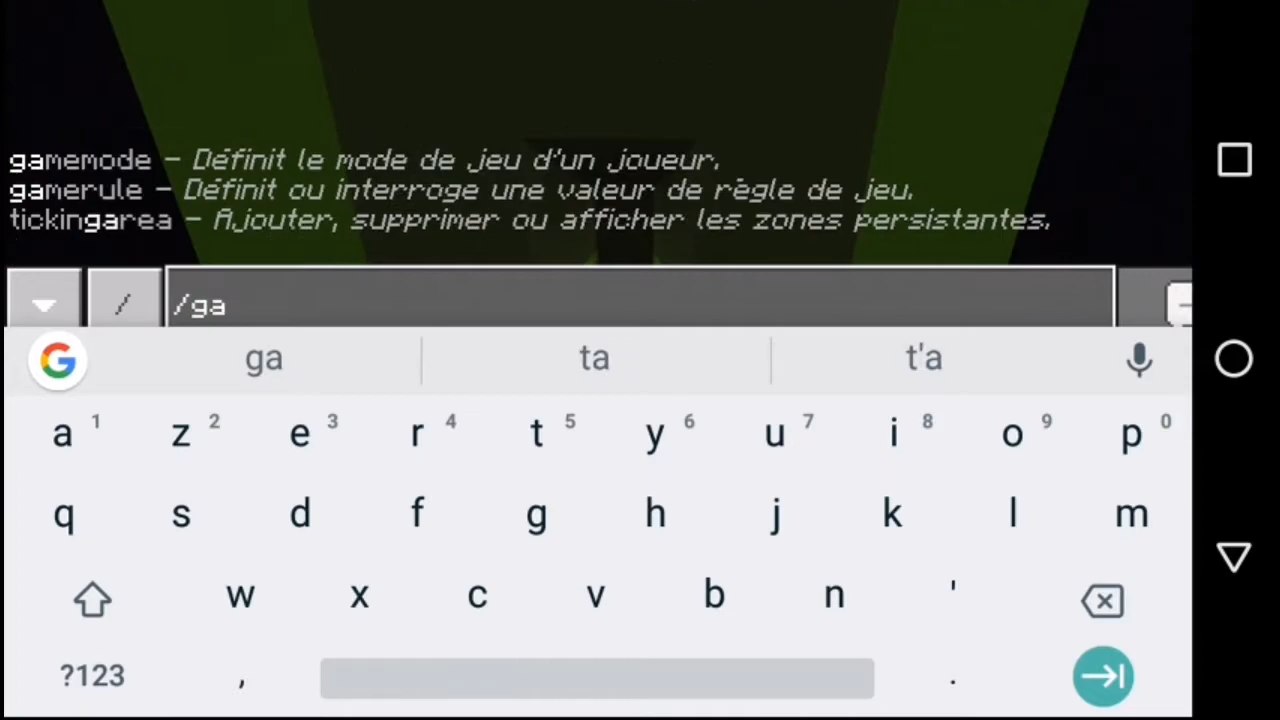 gamemode – Définit le mode de jeu d'un joueur.
gamerule – Définit ou interroge une valeur de règle de jeu.
tickingarea – Ajouter, supprimer ou afficher les zones persistantes.
/ /ga
G ga ta t'a
a 1 z 2 e 3 r 4 t 5 y 6 u 7 i 8 o 9 p 0
q s d f g h j k l m
w x c v b n '
?123 , .